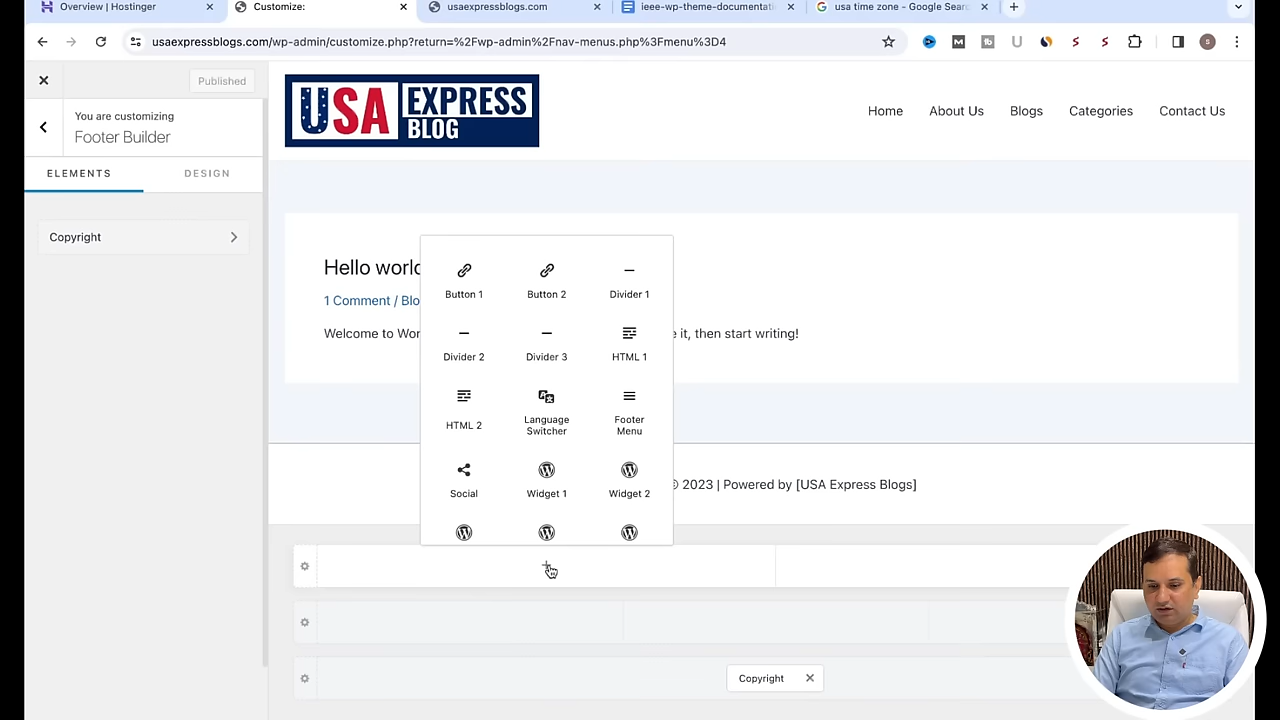 Overview | Hostinger
Customize:
usaexpressblogs.com
ieee-wp-theme-documentati
usa time zone - Google Sear
usaexpressblogs.com/wp-admin/customize.php?return=%2Fwp-admin%2Fnav-menus.php%3Fmenu%3D4
Published
You are customizing
Footer Builder
ELEMENTS
DESIGN
Copyright
USA EXPRESS
BLOG
Home
About Us
Blogs
Categories
Contact Us
Hello world
1 Comment / Blo
Welcome to Wor
e it, then start writing!
Button 1
Button 2
Divider 1
Divider 2
Divider 3
HTML 1
HTML 2
Language
Switcher
Footer
Menu
Social
Widget 1
Widget 2
© 2023 | Powered by [USA Express Blogs]
Copyright